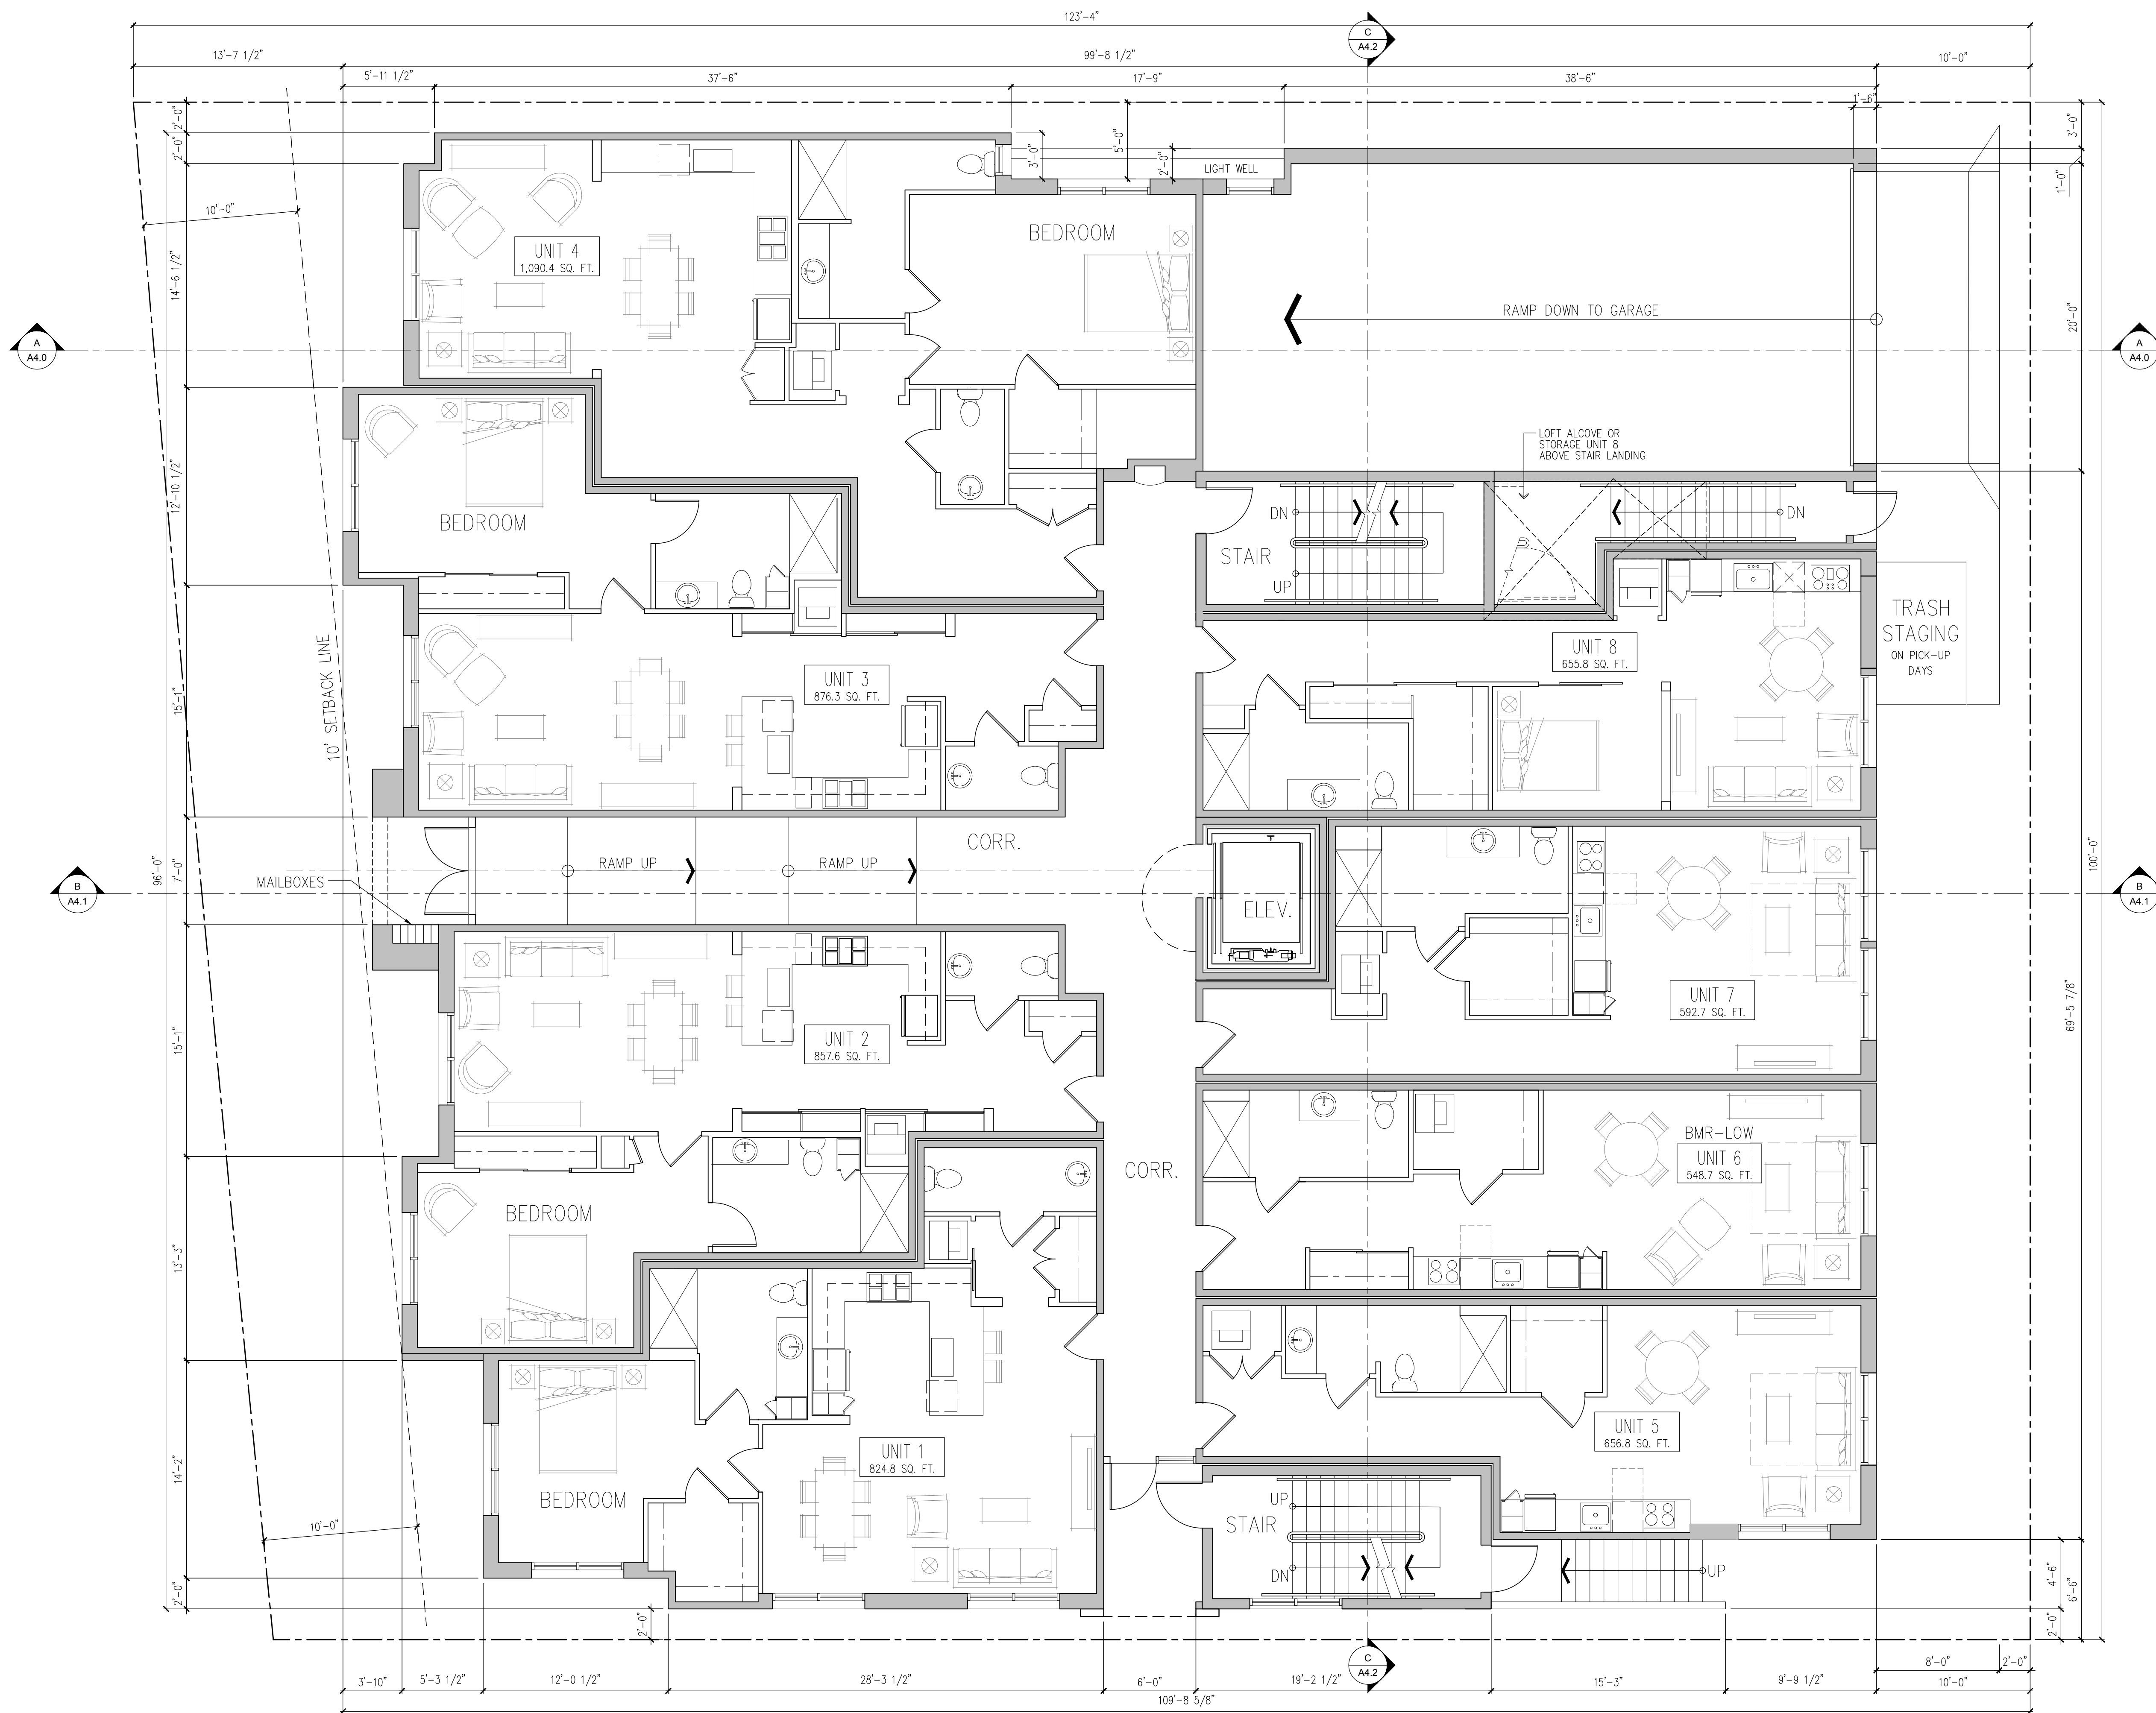 123'-4"
C
A4.2
13'-7 1/2"
99'-8 1/2"
10'-0"
5'-11 1/2"
37'-6"
17'-9"
38'-6"
1'-6"
2'-0"
2'-0"
3'-0"
5'-0"
2'-0"
LIGHT WELL
3'-0"
1'-0"
10'-0"
BEDROOM
UNIT 4
1,090.4 SQ. FT.
14'-6 1/2"
RAMP DOWN TO GARAGE
20'-0"
A
A4.0
A
A4.0
LOFT ALCOVE OR
STORAGE UNIT 8
ABOVE STAIR LANDING
12'-10 1/2"
BEDROOM
DN
DN
STAIR
UP
TRASH
STAGING
ON PICK-UP
DAYS
10' SETBACK LINE
UNIT 8
655.8 SQ. FT.
UNIT 3
876.3 SQ. FT.
15'-1"
CORR.
RAMP UP
RAMP UP
96'-0"
7'-0"
100'-0"
MAILBOXES
B
A4.1
B
A4.1
ELEV.
UNIT 7
592.7 SQ. FT.
69'-5 7/8"
UNIT 2
857.6 SQ. FT.
15'-1"
BMR-LOW
UNIT 6
548.7 SQ. FT.
CORR.
BEDROOM
13'-3"
UNIT 5
656.8 SQ. FT.
UNIT 1
824.8 SQ. FT.
14'-2"
BEDROOM
10'-0"
UP
STAIR
DN
UP
4'-6"
6'-6"
2'-0"
2'-0"
2'-0"
C
A4.2
8'-0"
2'-0"
3'-10"
5'-3 1/2"
12'-0 1/2"
28'-3 1/2"
6'-0"
19'-2 1/2"
15'-3"
9'-9 1/2"
10'-0"
109'-8 5/8"